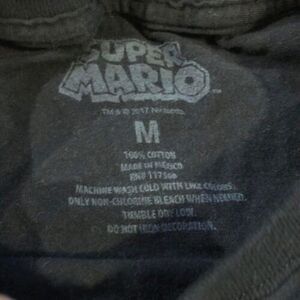 SUPER
MARIO™
TM & © 2017 Nintendo.
M
100% COTTON
MADE IN MEXICO
RN#
MACHINE WASH COLD WITH LIKE COLORS.
ONLY NON-CHLORINE BLEACH WHEN NEEDED.
TUMBLE DRY LOW.
DO NOT IRON DECORATION.